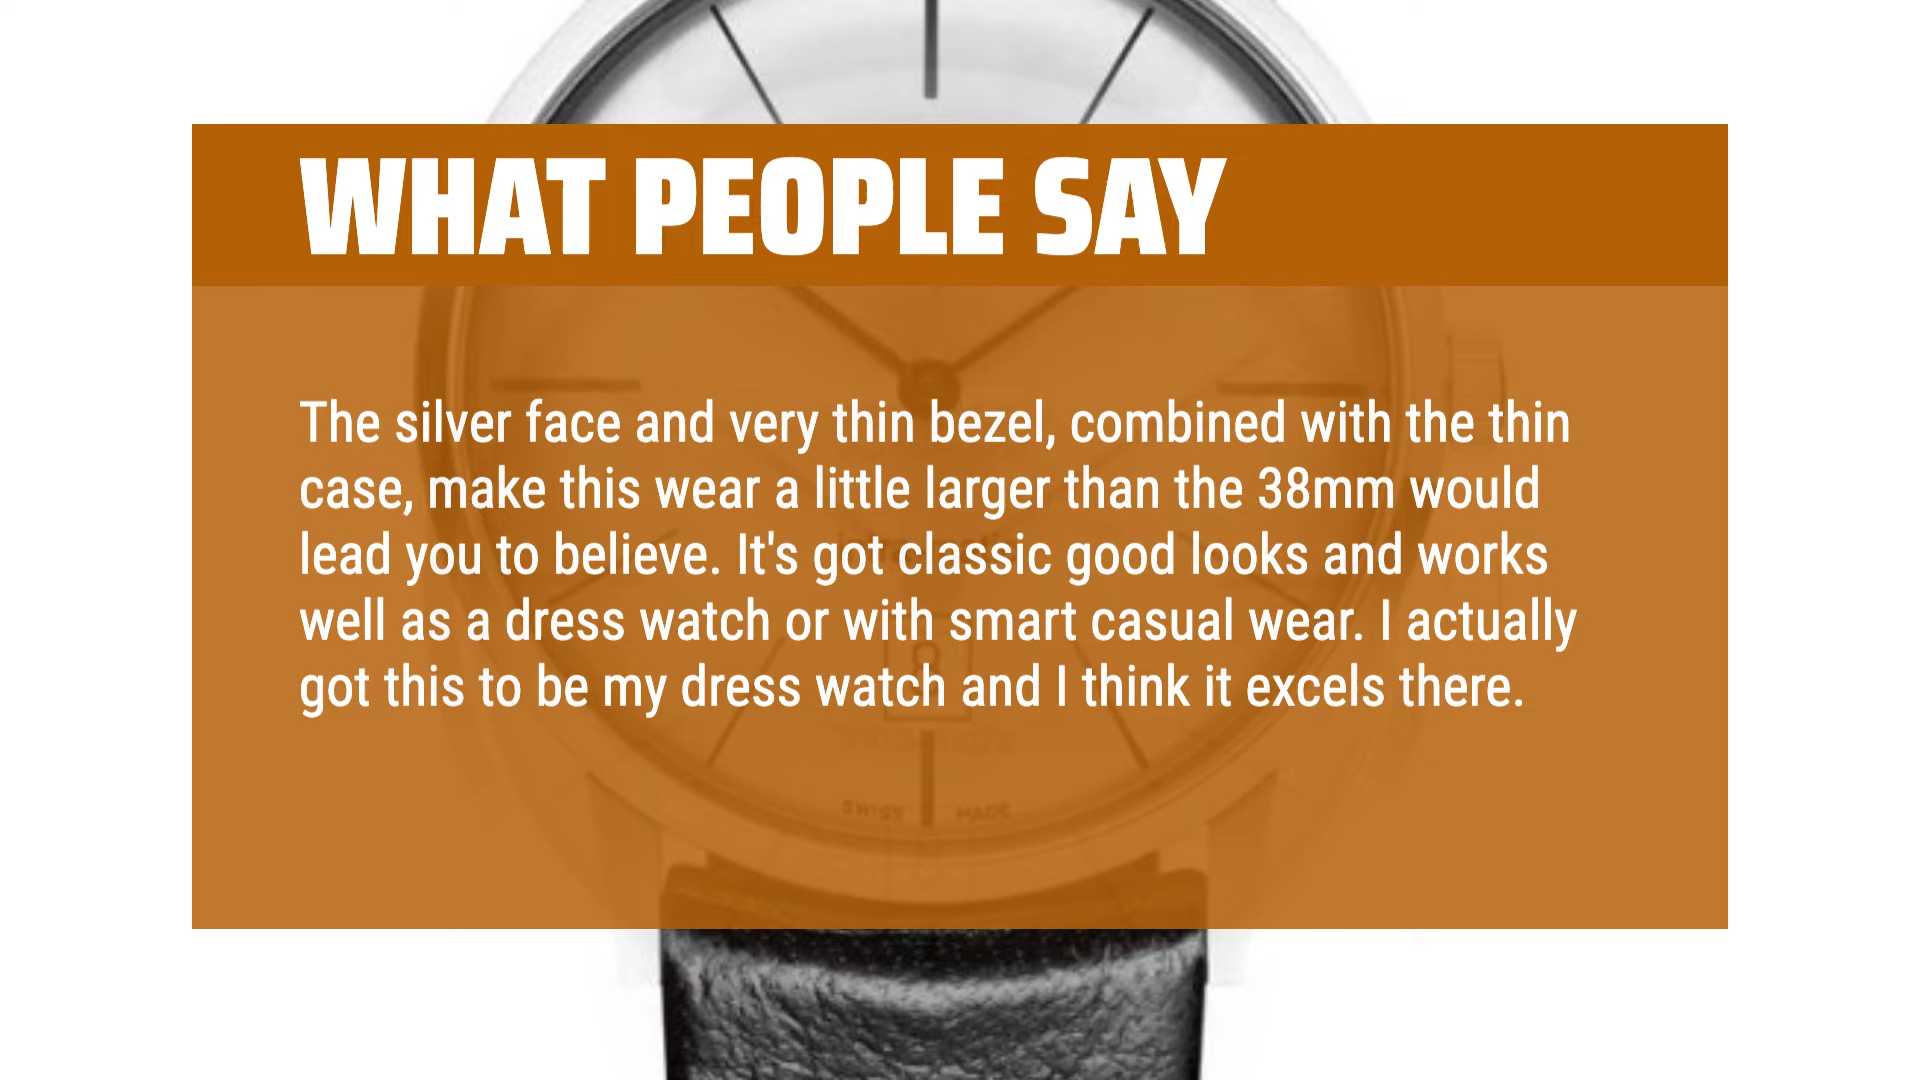 WHAT PEOPLE SAY
The silver face and very thin bezel, combined with the thin
case, make this wear a little larger than the 38mm would
lead you to believe. It's got classic good looks and works
well as a dress watch or with smart casual wear. I actually
got this to be my dress watch and I think it excels there.
SWISS MADE